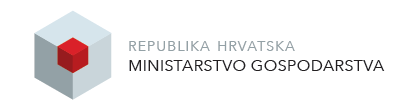 REPUBLIKA HRVATSKA
MINISTARSTVO GOSPODARSTVA